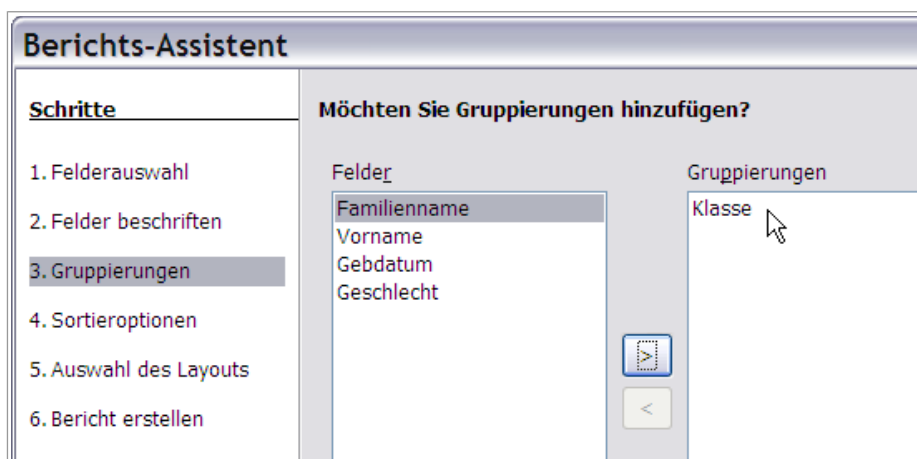 Berichts-Assistent
Schritte
1. Felderauswahl
2. Felder beschriften
3. Gruppierungen
4. Sortieroptionen
5. Auswahl des Layouts
6. Bericht erstellen
Möchten Sie Gruppierungen hinzufügen?
Felder
Familienname
Vorname
Gebdatum
Geschlecht
>
<
Gruppierungen
Klasse